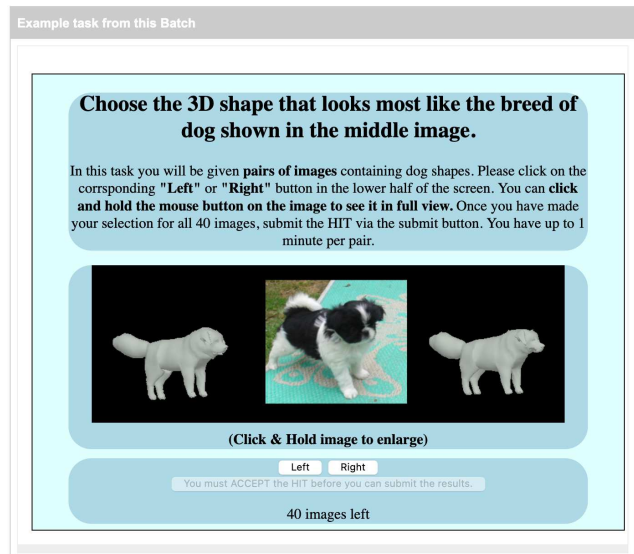 Example task from this Batch
Choose the 3D shape that looks most like the breed of
dog shown in the middle image.
In this task you will be given pairs of images containing dog shapes. Please click on the
corrsponding "Left" or "Right" button in the lower half of the screen. You can click
and hold the mouse button on the image to see it in full view. Once you have made
your selection for all 40 images, submit the HIT via the submit button. You have up to 1
minute per pair.
(Click & Hold image to enlarge)
Left Right
You must ACCEPT the HIT before you can submit the results.
40 images left